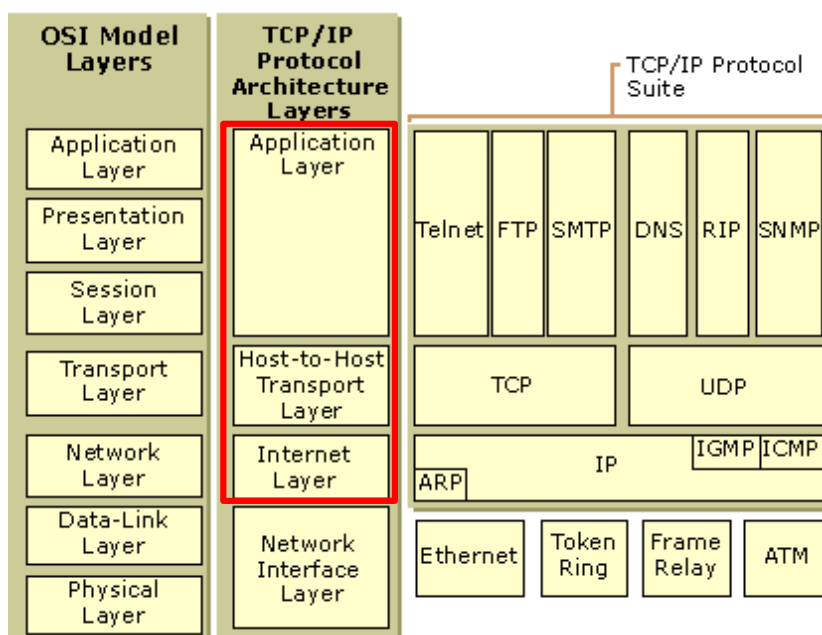 OSI Model
Layers
TCP/IP
Protocol
Architecture
Layers
TCP/IP Protocol
Suite
Application
Layer
Presentation
Layer
Session
Layer
Transport
Layer
Network
Layer
Data-Link
Layer
Physical
Layer
Application
Layer
Host-to-Host
Transport
Layer
Internet
Layer
Network
Interface
Layer
Telnet
FTP
SMTP
DNS
RIP
SNMP
TCP
UDP
IP
IGMP
ICMP
ARP
Ethernet
Token
Ring
Frame
Relay
ATM